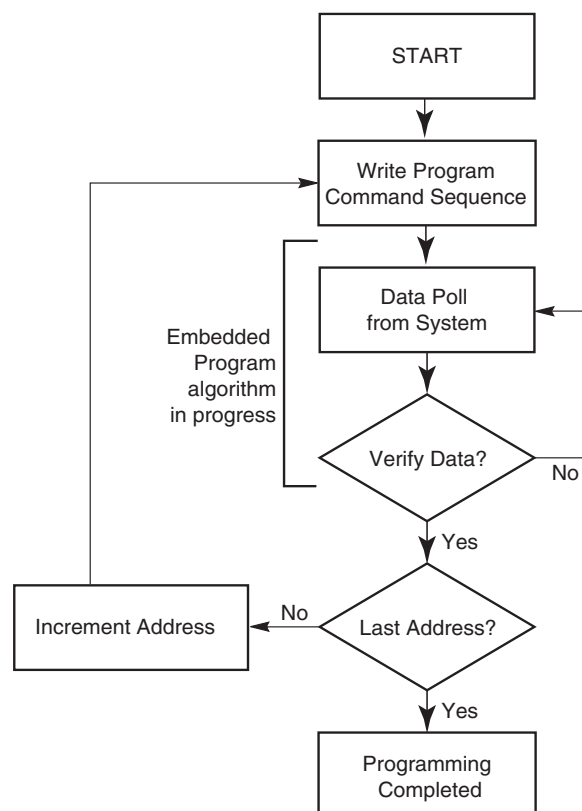 START
Write Program
Command Sequence
Data Poll
from System
Embedded
Program
algorithm
in progress
Verify Data?
No
Yes
Last Address?
No
Increment Address
Yes
Programming
Completed